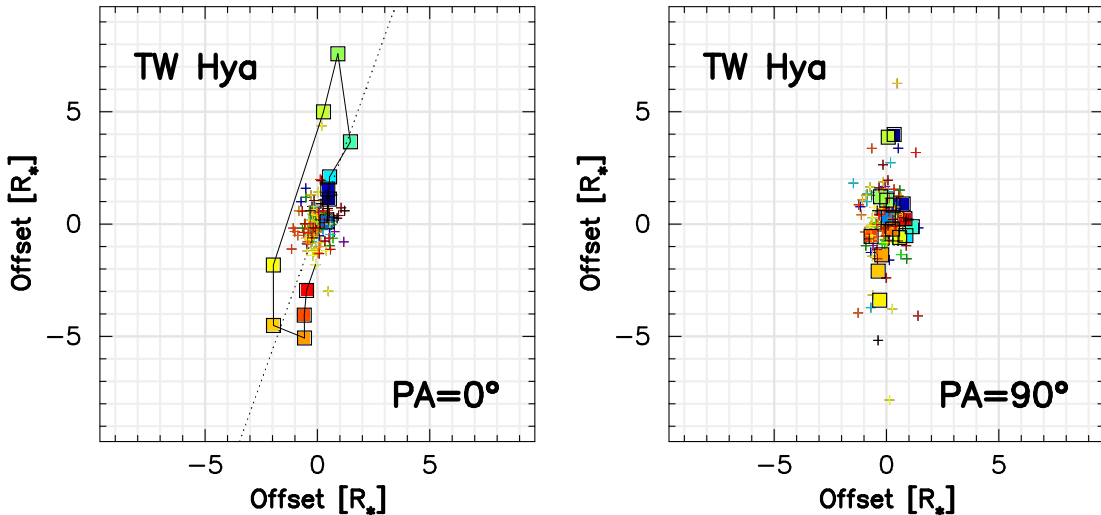 TW Hya
TW Hya
5
0
−5
5
0
−5
Offset [R*]
Offset [R*]
PA=0°
PA=90°
−5 0 5
−5 0 5
Offset [R*]
Offset [R*]